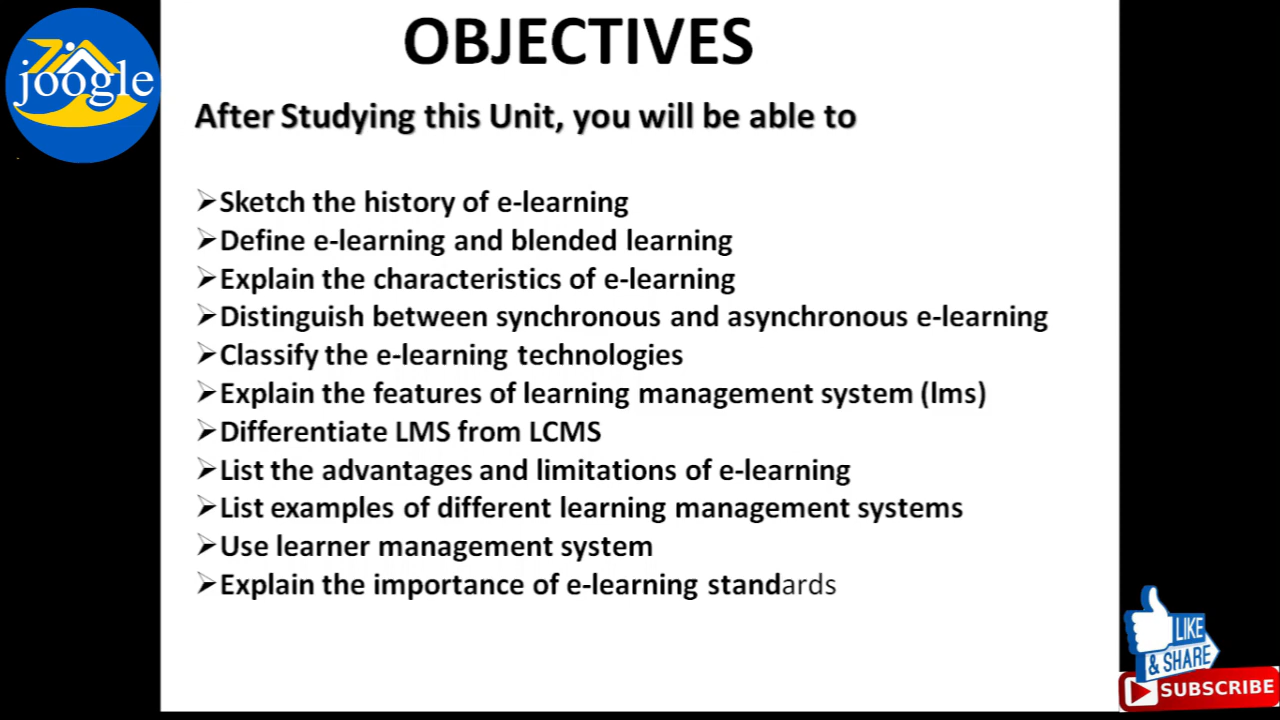 OBJECTIVES
joogle
After Studying this Unit, you will be able to
➢Sketch the history of e-learning
➢Define e-learning and blended learning
➢Explain the characteristics of e-learning
➢Distinguish between synchronous and asynchronous e-learning
➢Classify the e-learning technologies
➢Explain the features of learning management system (lms)
➢Differentiate LMS from LCMS
➢List the advantages and limitations of e-learning
➢List examples of different learning management systems
➢Use learner management system
➢Explain the importance of e-learning standards
LIKE
& SHARE
SUBSCRIBE